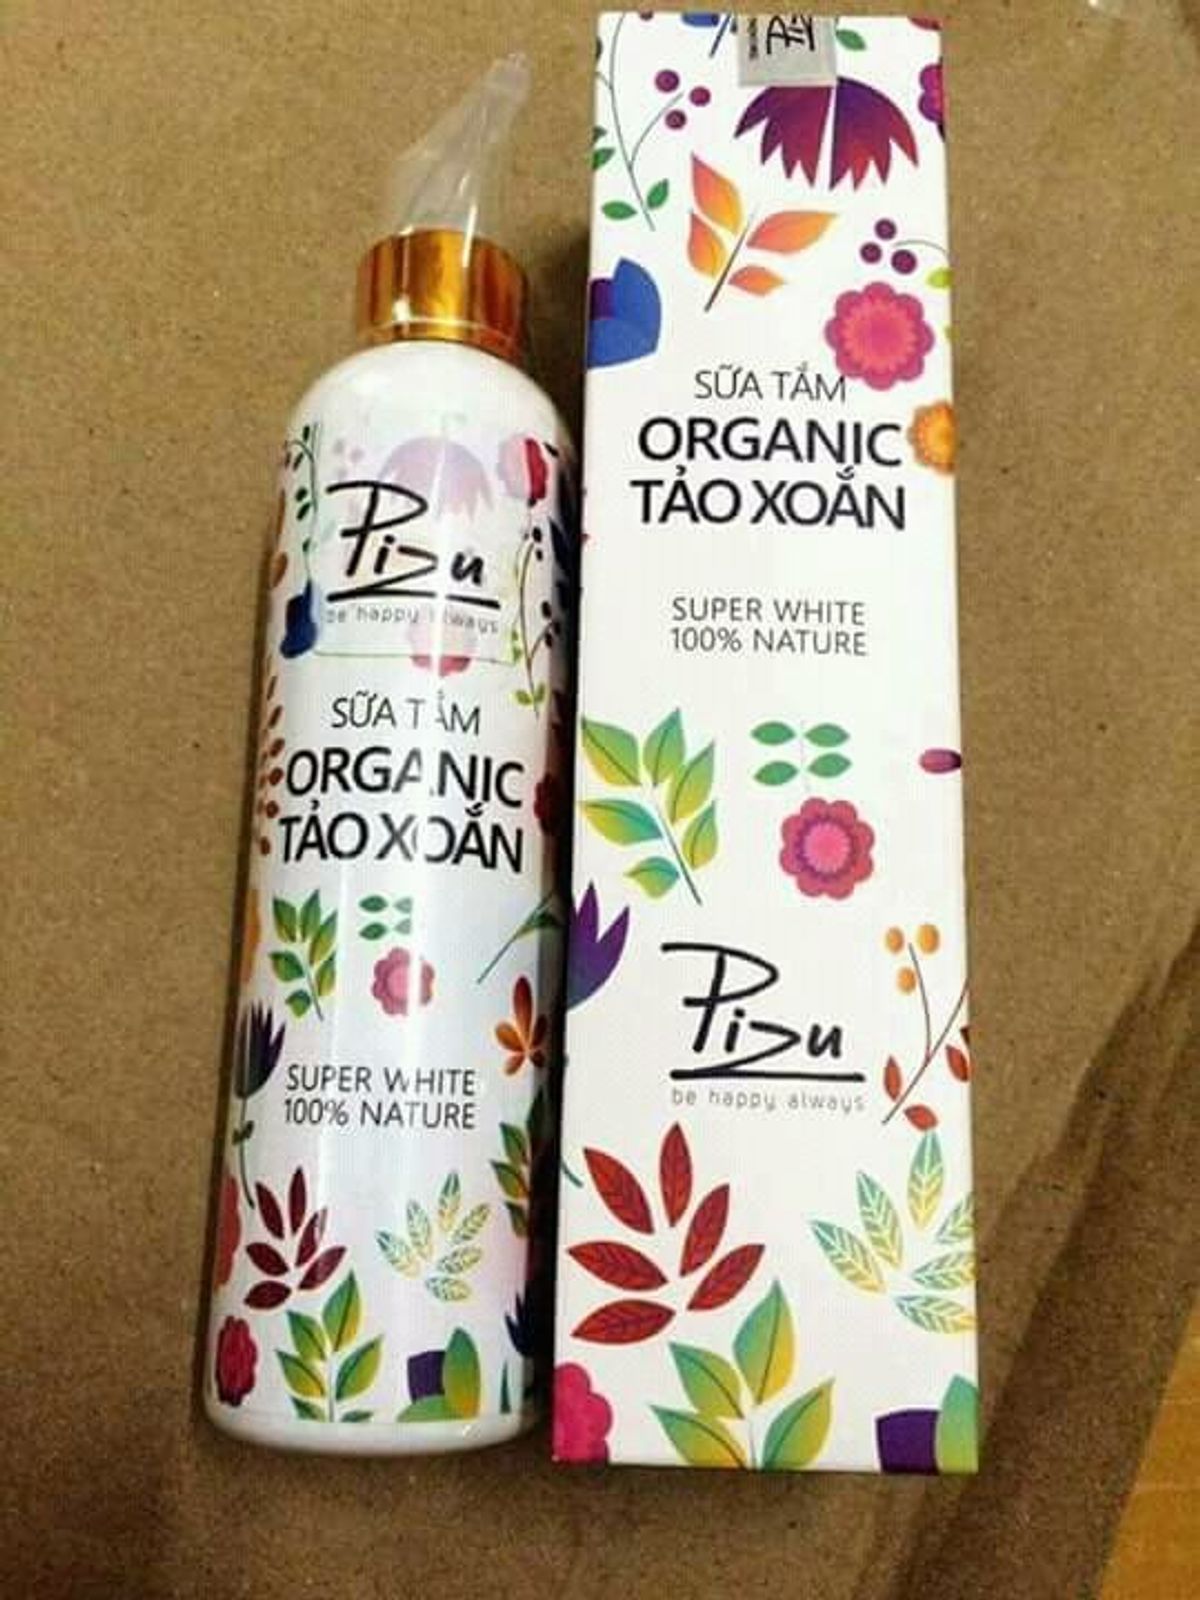 Pizu
be happy always
SỮA TẮM
ORGANIC
TẢO XOẮN
SUPER WHITE
100% NATURE
Pizu
SỮA TẮM
ORGANIC
TẢO XOẮN
SUPER WHITE
100% NATURE
Pizu
be happy always